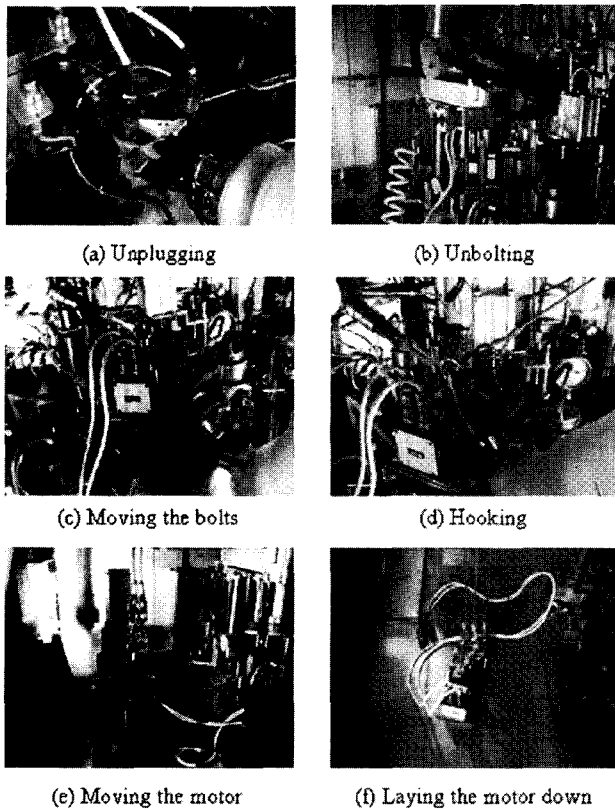 (a) Unplugging
(b) Unbolting
(c) Moving the bolts
(d) Hooking
(e) Moving the motor
(f) Laying the motor down